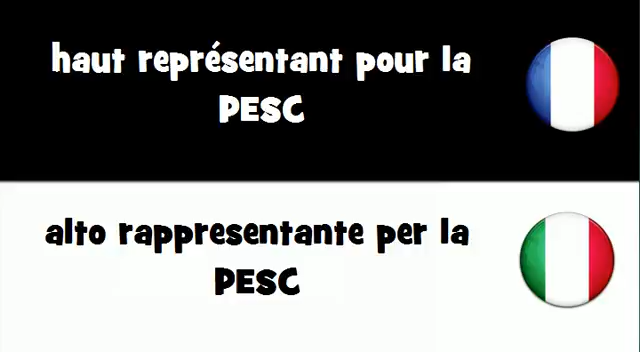 haut représentant pour la
PESC
alto rappresentante per la
PESC